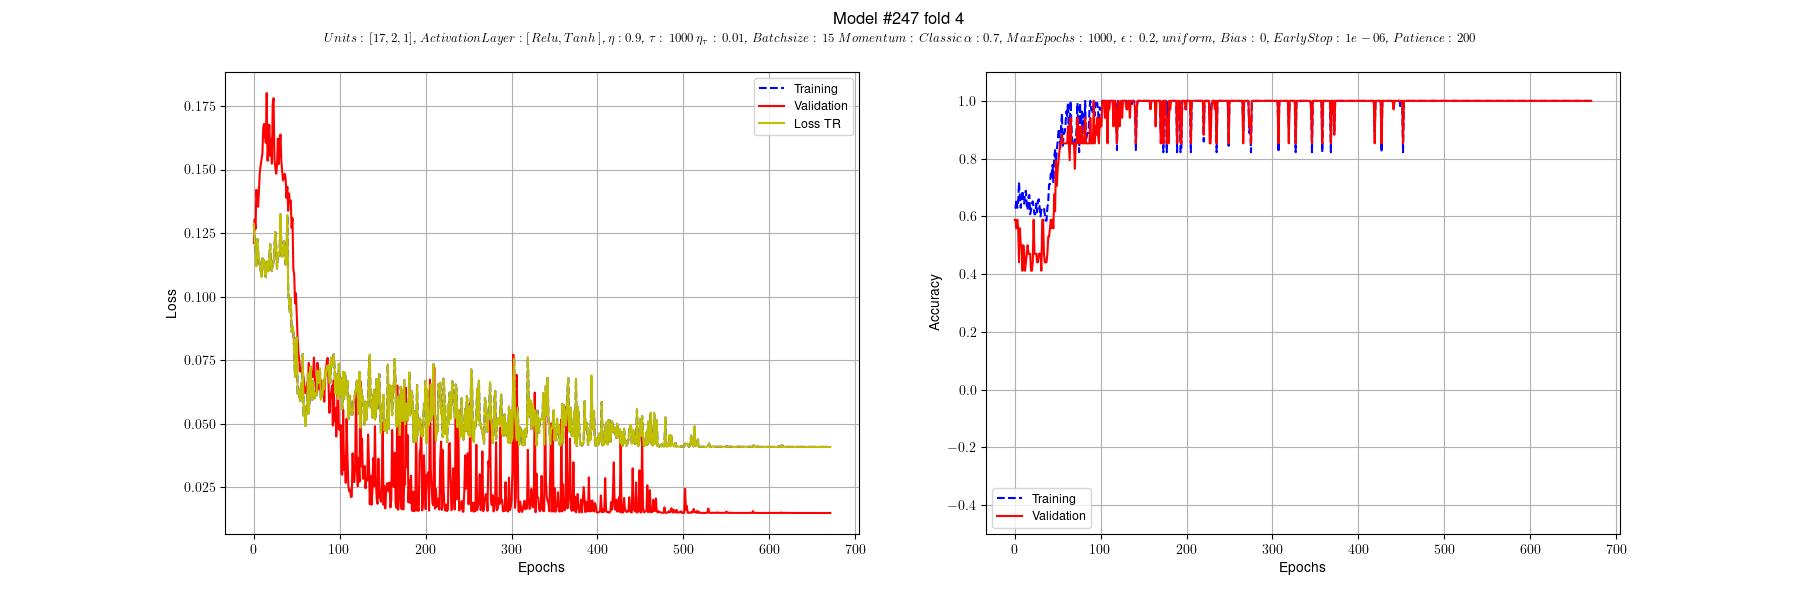 Model #247 fold 4
Units : [17, 2, 1], ActivationLayer : [Relu, Tanh], η : 0.9, τ : 1000 ητ : 0.01, Batchsize : 15 Momentum : Classic α : 0.7, MaxEpochs : 1000, ϵ : 0.2, uniform, Bias : 0, EarlyStop : 1e − 06, Patience : 200
Training
Validation
Loss TR
0.175
0.150
0.125
0.100
0.075
0.050
0.025
Loss
0 100 200 300 400 500 600 700
Epochs
1.0
0.8
0.6
0.4
0.2
0.0
−0.2
−0.4
Accuracy
Training
Validation
0 100 200 300 400 500 600 700
Epochs